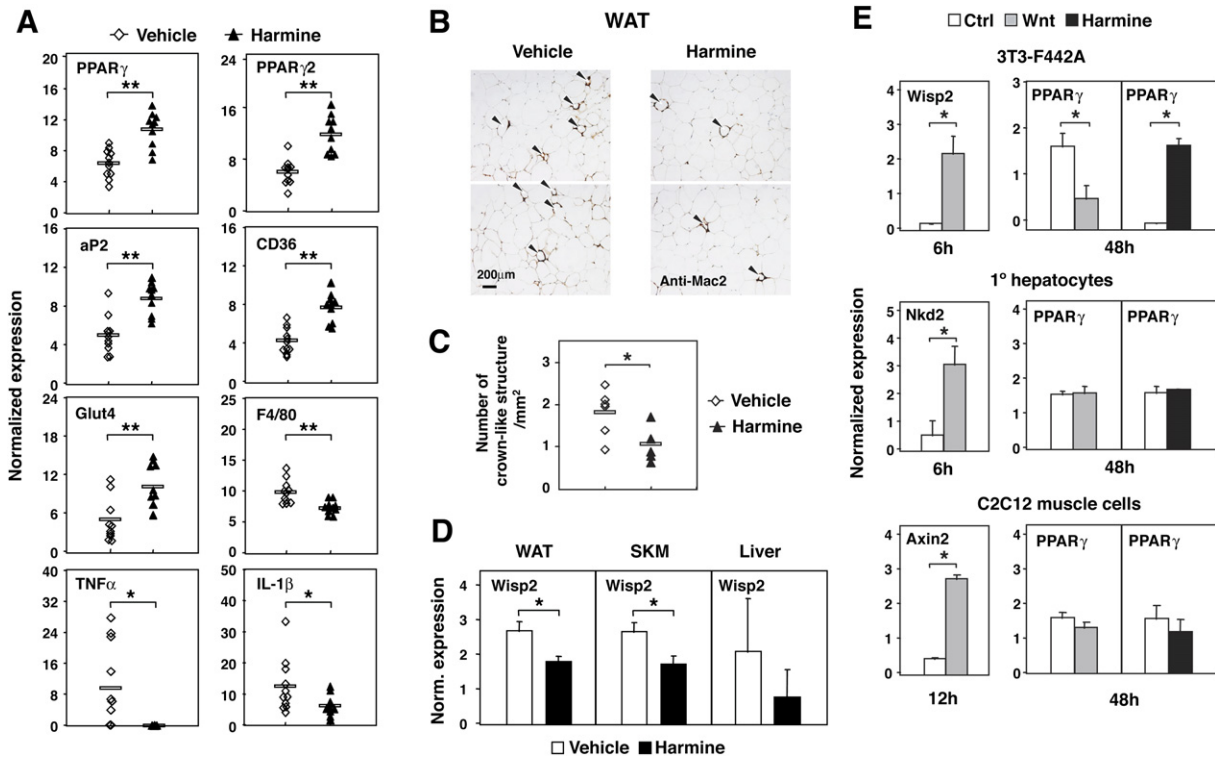 A
◇ Vehicle ▲ Harmine
Normalized expression
PPARγ
**
20
16
12
8
4
0
PPARγ2
**
24
16
8
0
aP2
**
12
8
4
0
CD36
**
16
12
8
4
0
Glut4
**
18
12
6
0
F4/80
**
25
20
15
10
5
0
TNFα
*
40
32
24
16
8
0
IL-1β
*
50
40
30
20
10
0
B
WAT
Vehicle Harmine
200μm
Anti-Mac2
C
Number of
crown-like structure
/mm²
3
2
1
0
*
◇ Vehicle
▲ Harmine
D
WAT SKM Liver
Norm. expression
4
3
2
1
0
Wisp2 Wisp2 Wisp2
* *
Vehicle Harmine
E
Ctrl Wnt Harmine
3T3-F442A
Normalized expression
4
3
2
1
0
Wisp2
*
6h
3
2
1
0
PPARγ PPARγ
* *
48h
1° hepatocytes
5
4
3
2
1
0
Nkd2
*
6h
4
3
2
1
0
PPARγ PPARγ
48h
C2C12 muscle cells
4
3
2
1
0
Axin2
*
12h
4
3
2
1
0
PPARγ PPARγ
48h